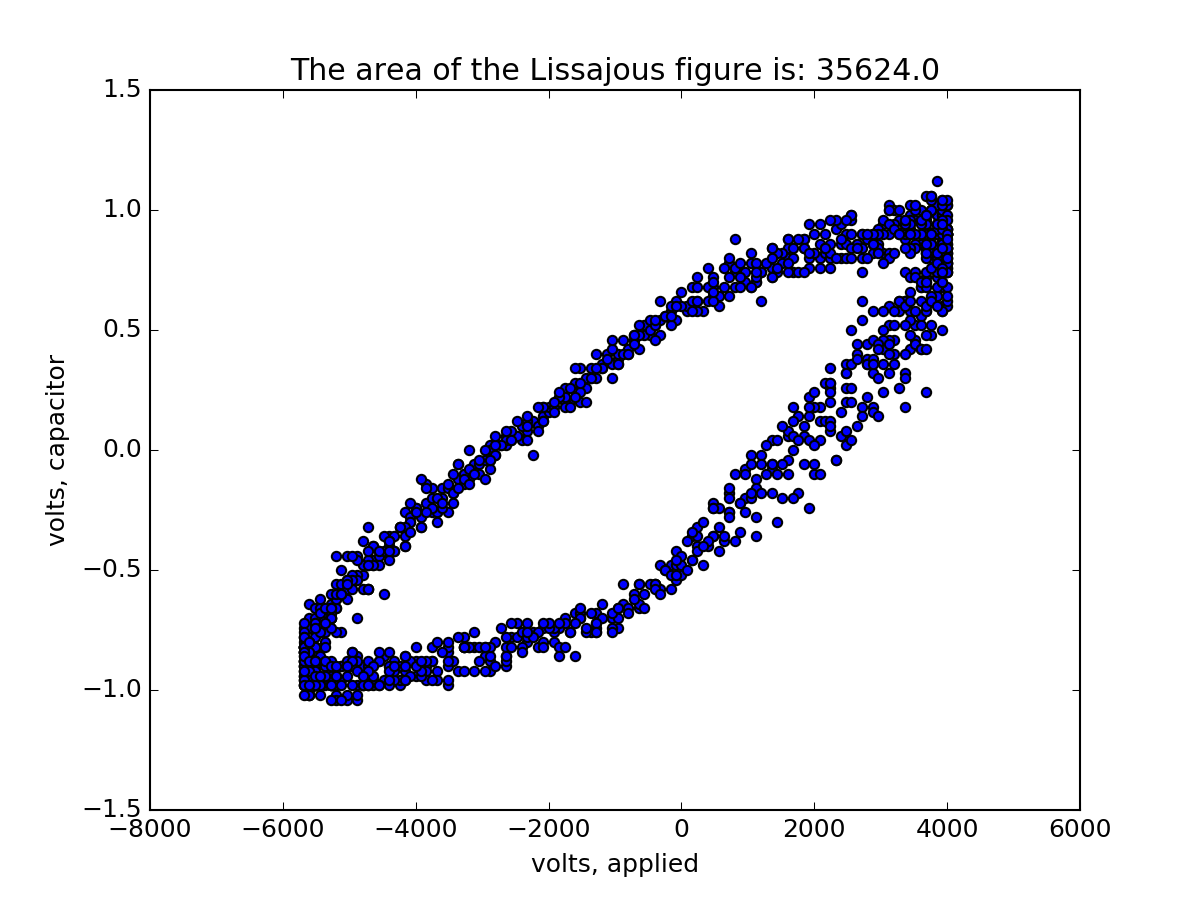 The area of the Lissajous figure is: 35624.0
1.5
1.0
0.5
0.0
−0.5
−1.0
−1.5
volts, capacitor
−8000 −6000 −4000 −2000 0 2000 4000 6000
volts, applied